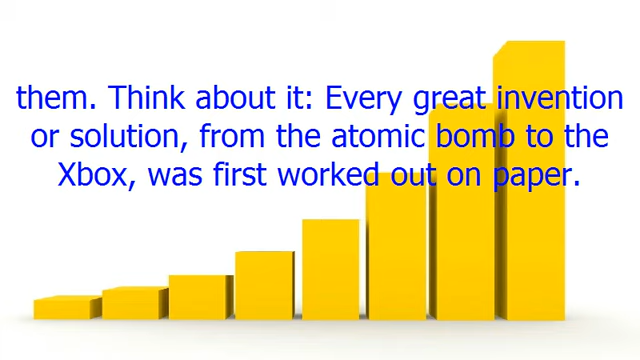 them. Think about it: Every great invention
or solution, from the atomic bomb to the
Xbox, was first worked out on paper.